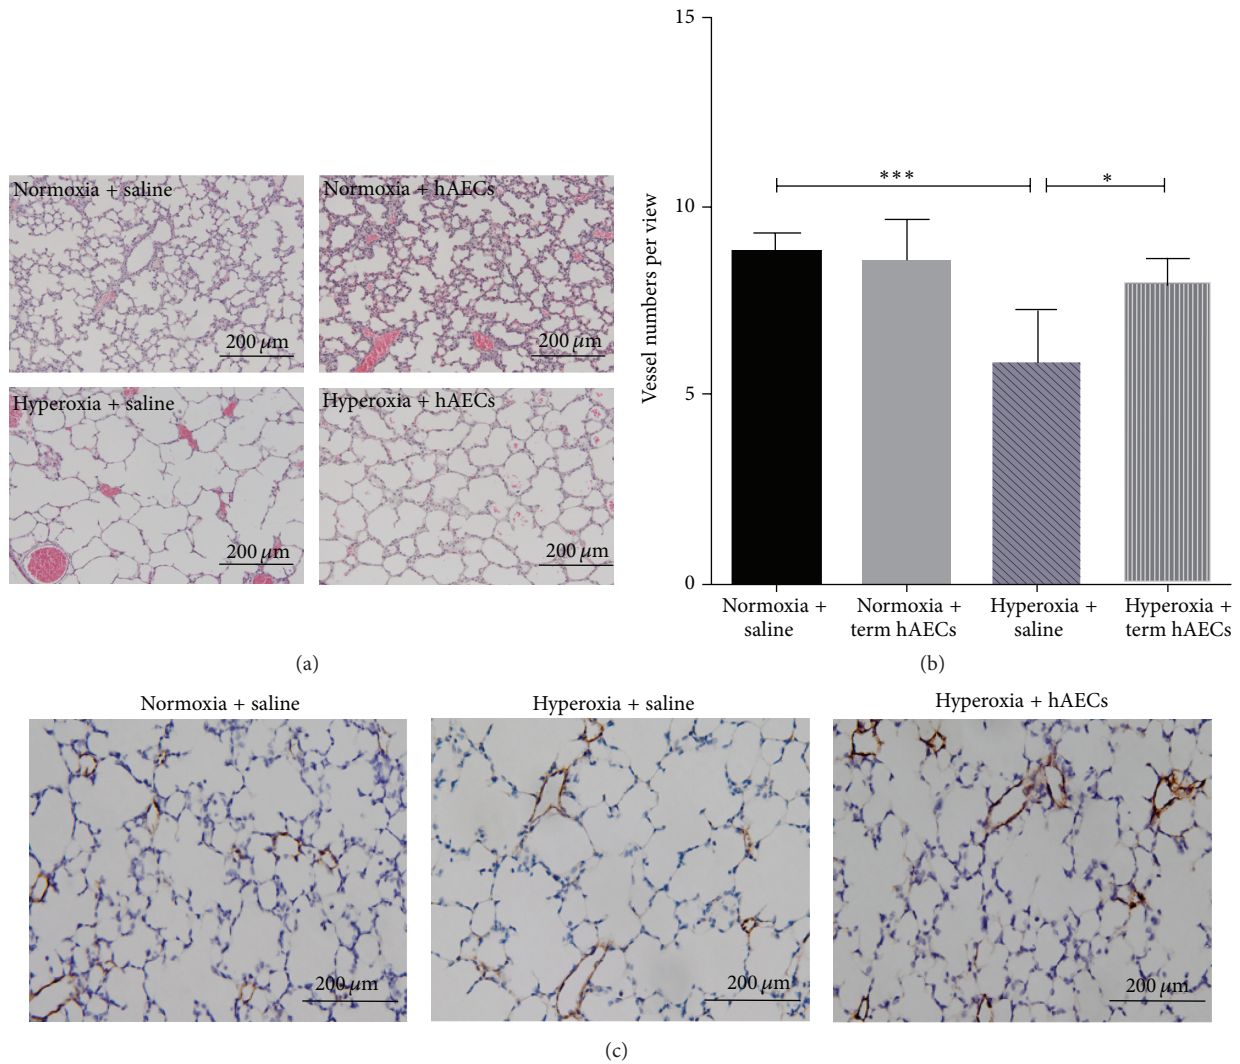 Normoxia + saline
200 μm
Normoxia + hAECs
200 μm
Hyperoxia + saline
200 μm
Hyperoxia + hAECs
200 μm
(a)
15
10
5
0
Vessel numbers per view
***
*
Normoxia +
saline
Normoxia +
term hAECs
Hyperoxia +
saline
Hyperoxia +
term hAECs
(b)
Normoxia + saline
200 μm
Hyperoxia + saline
200 μm
Hyperoxia + hAECs
200 μm
(c)